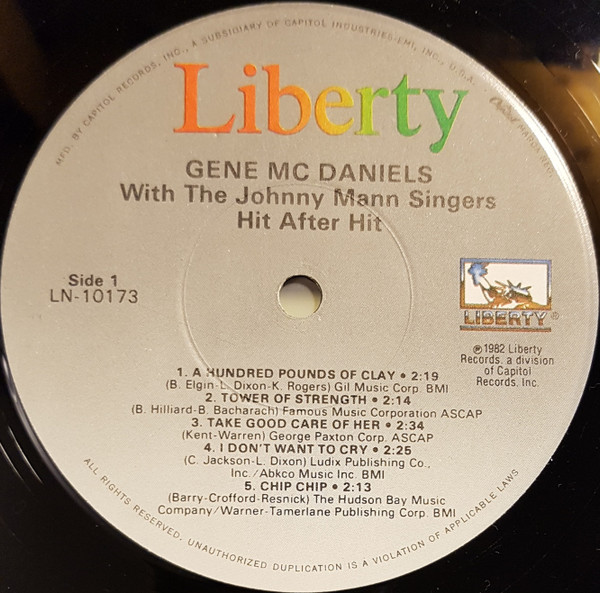 MFD. BY CAPITOL RECORDS, INC., A SUBSIDIARY OF CAPITOL INDUSTRIES-EMI, INC., U.S.A.
Liberty
GENE MC DANIELS
With The Johnny Mann Singers
Hit After Hit
Side 1
LN-10173
LIBERTY®
℗1982 Liberty
Records, a division
of Capitol
Records, Inc.
1. A HUNDRED POUNDS OF CLAY • 2:19
(B. Elgin-L. Dixon-K. Rogers) Gil Music Corp. BMI
2. TOWER OF STRENGTH • 2:14
(B. Hilliard-B. Bacharach) Famous Music Corporation ASCAP
3. TAKE GOOD CARE OF HER • 2:34
(Kent-Warren) George Paxton Corp. ASCAP
4. I DON'T WANT TO CRY • 2:25
(C. Jackson-L. Dixon) Ludix Publishing Co.,
Inc./Abkco Music Inc. BMI
5. CHIP CHIP • 2:13
(Barry-Crofford-Resnick) The Hudson Bay Music
Company/Warner-Tamerlane Publishing Corp. BMI
ALL RIGHTS RESERVED. UNAUTHORIZED DUPLICATION IS A VIOLATION OF APPLICABLE LAWS